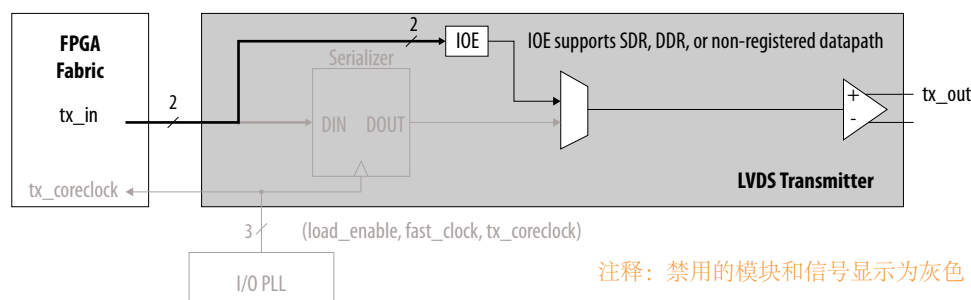 FPGA
Fabric
tx_in
2
2
IOE
IOE supports SDR, DDR, or non-registered datapath
Serializer
DIN DOUT
+
-
tx_out
tx_coreclock
LVDS Transmitter
3
(load_enable, fast_clock, tx_coreclock)
I/O PLL
注释：禁用的模块和信号显示为灰色